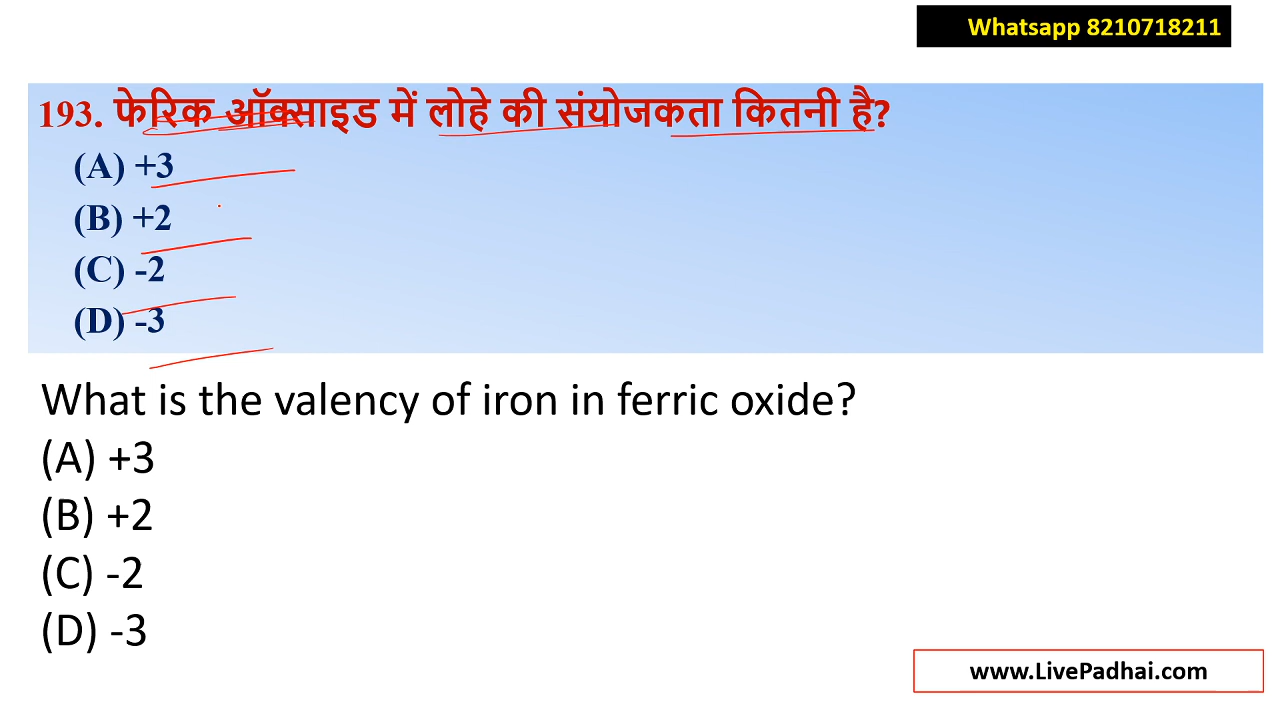 Whatsapp 8210718211
193. फेरिक ऑक्साइड में लोहे की संयोजकता कितनी है?
(A) +3
(B) +2
(C) -2
(D) -3
What is the valency of iron in ferric oxide?
(A) +3
(B) +2
(C) -2
(D) -3
www.LivePadhai.com